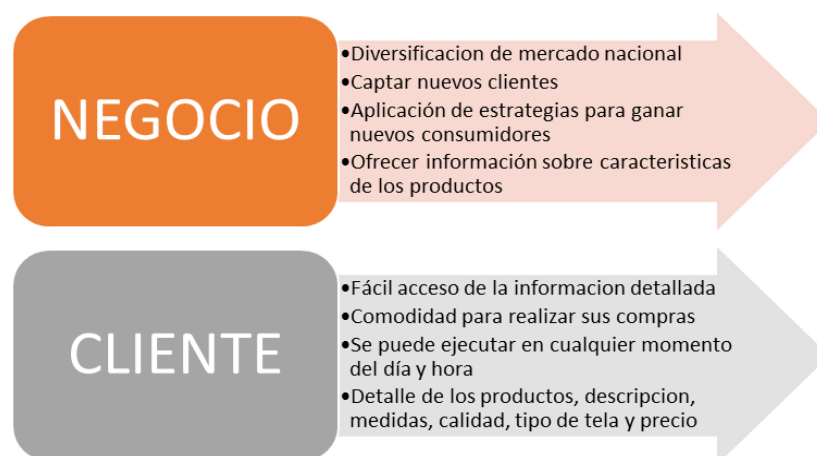 NEGOCIO
•Diversificacion de mercado nacional
•Captar nuevos clientes
•Aplicación de estrategias para ganar
nuevos consumidores
•Ofrecer información sobre caracteristicas
de los productos
CLIENTE
•Fácil acceso de la informacion detallada
•Comodidad para realizar sus compras
•Se puede ejecutar en cualquier momento
del día y hora
•Detalle de los productos, descripcion,
medidas, calidad, tipo de tela y precio